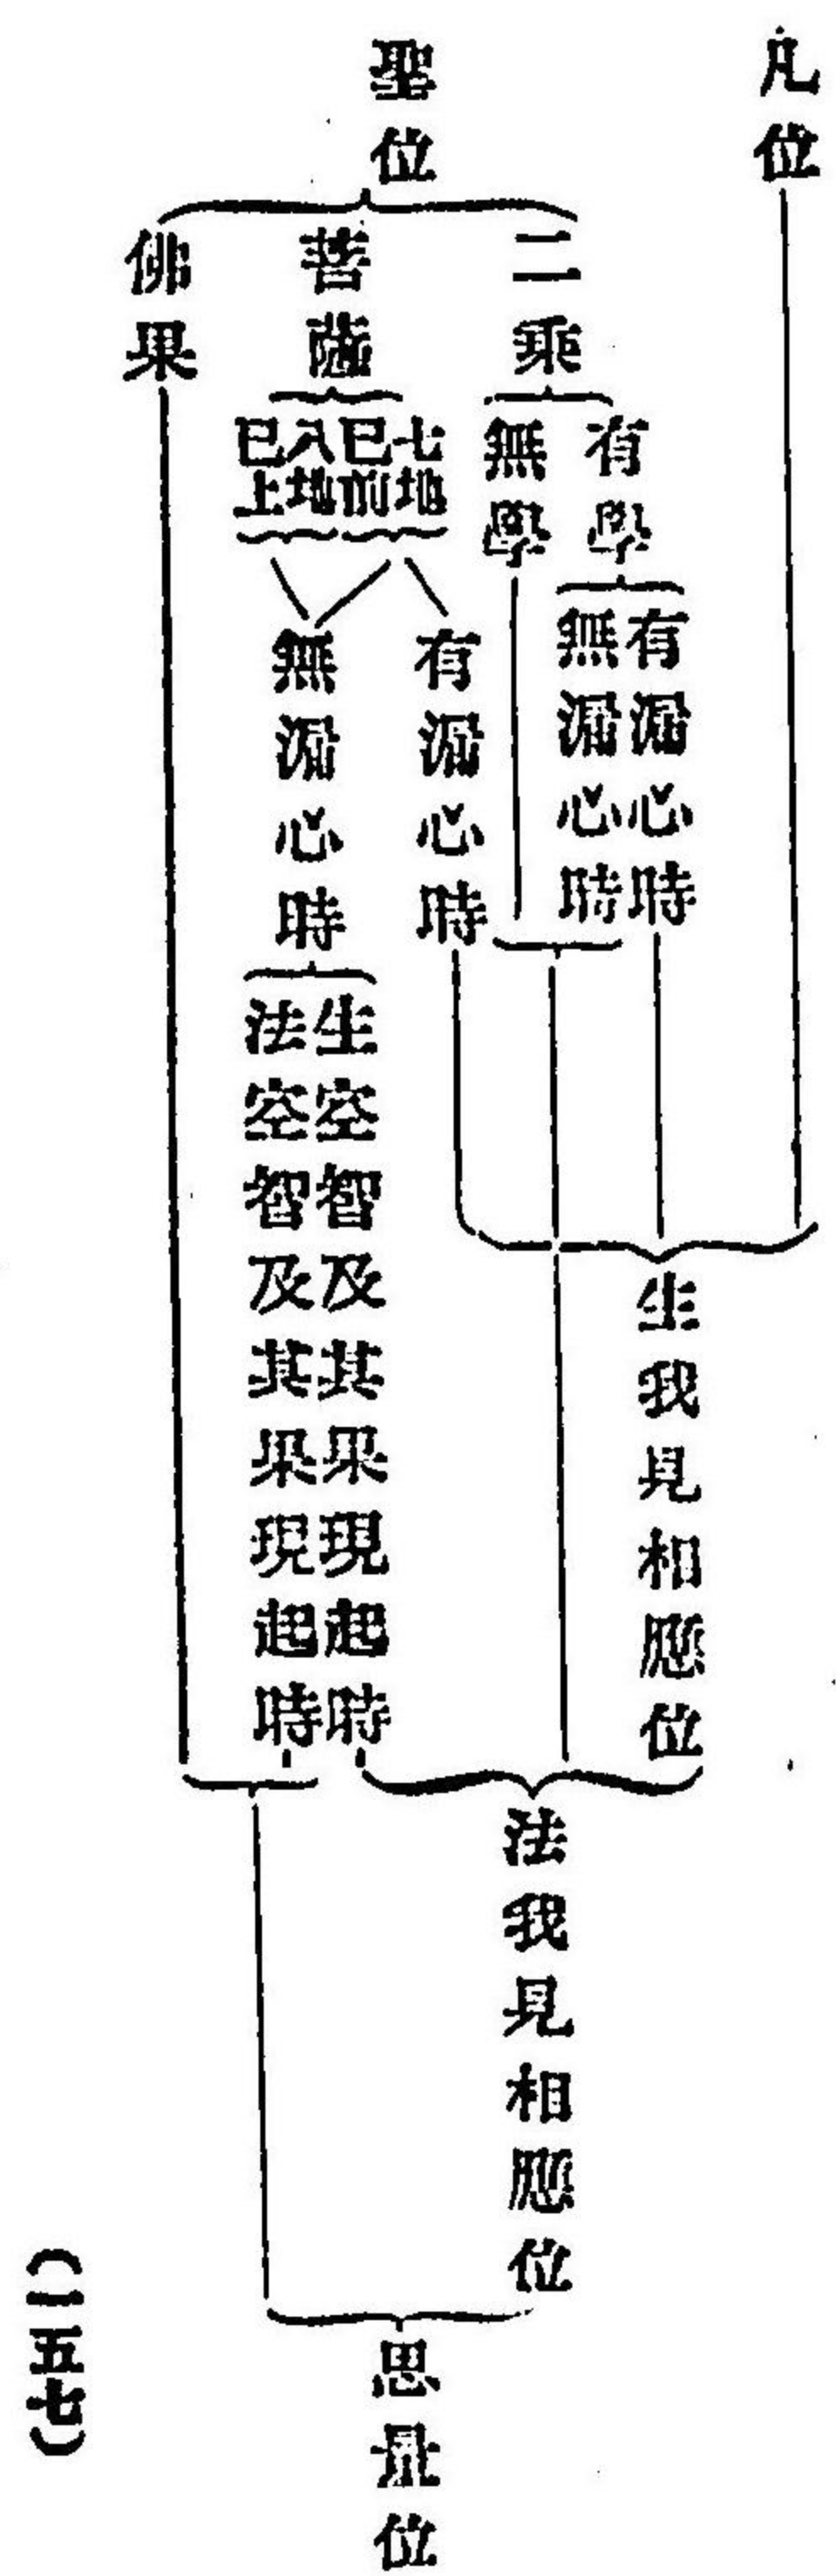 凡位
聖位
二乘
菩薩
佛果
有學
無學
七地已前
八地已上
有漏心時
無漏心時
有漏心時
無漏心時
生空智及其果現起時
法空智及其果現起時
生我見相應位
法我見相應位
思量位
(一五七)